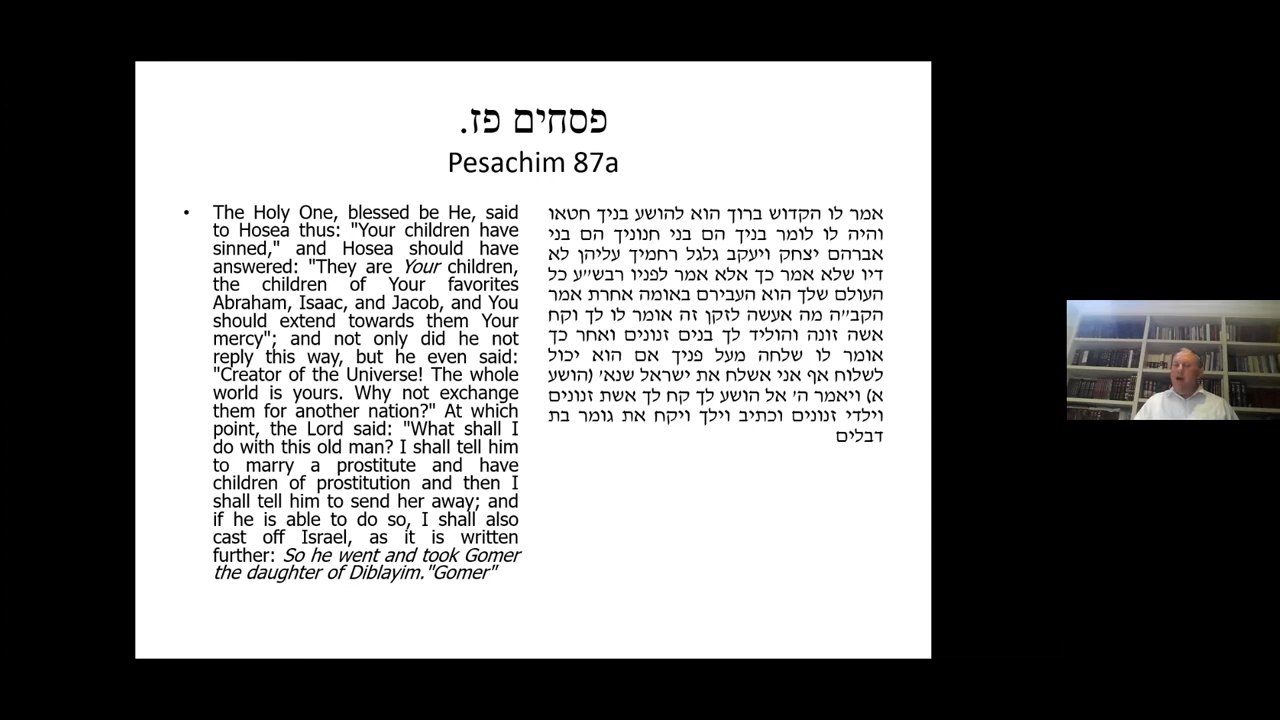 פסחים פז.
Pesachim 87a
• The Holy One, blessed be He, said
to Hosea thus: "Your children have
sinned," and Hosea should have
answered: "They are Your children,
the children of Your favorites
Abraham, Isaac, and Jacob, and You
should extend towards them Your
mercy"; and not only did he not
reply this way, but he even said:
"Creator of the Universe! The whole
world is yours. Why not exchange
them for another nation?" At which
point, the Lord said: "What shall I
do with this old man? I shall tell him
to marry a prostitute and have
children of prostitution and then I
shall tell him to send her away; and
if he is able to do so, I shall also
cast off Israel, as it is written
further: So he went and took Gomer
the daughter of Diblayim."Gomer"
אמר לו הקדוש ברוך הוא להושע בניך חטאו
והיה לו לומר בניך הם בני חנוניך הם בני
אברהם יצחק ויעקב גלגל רחמיך עליהן לא
דיו שלא אמר כך אלא אמר לפניו רבש״ע כל
העולם שלך הוא העבירם באומה אחרת אמר
הקב״ה מה אעשה לזקן זה אומר לו לך וקח
אשה זונה והוליד לך בנים זנונים ואחר כך
אומר לו שלחה מעל פניך אם הוא יכול
לשלוח אף אני אשלח את ישראל שנא׳ (הושע
א) ויאמר ה׳ אל הושע לך קח לך אשת זנונים
וילדי זנונים וכתיב וילך ויקח את גומר בת
דבלים